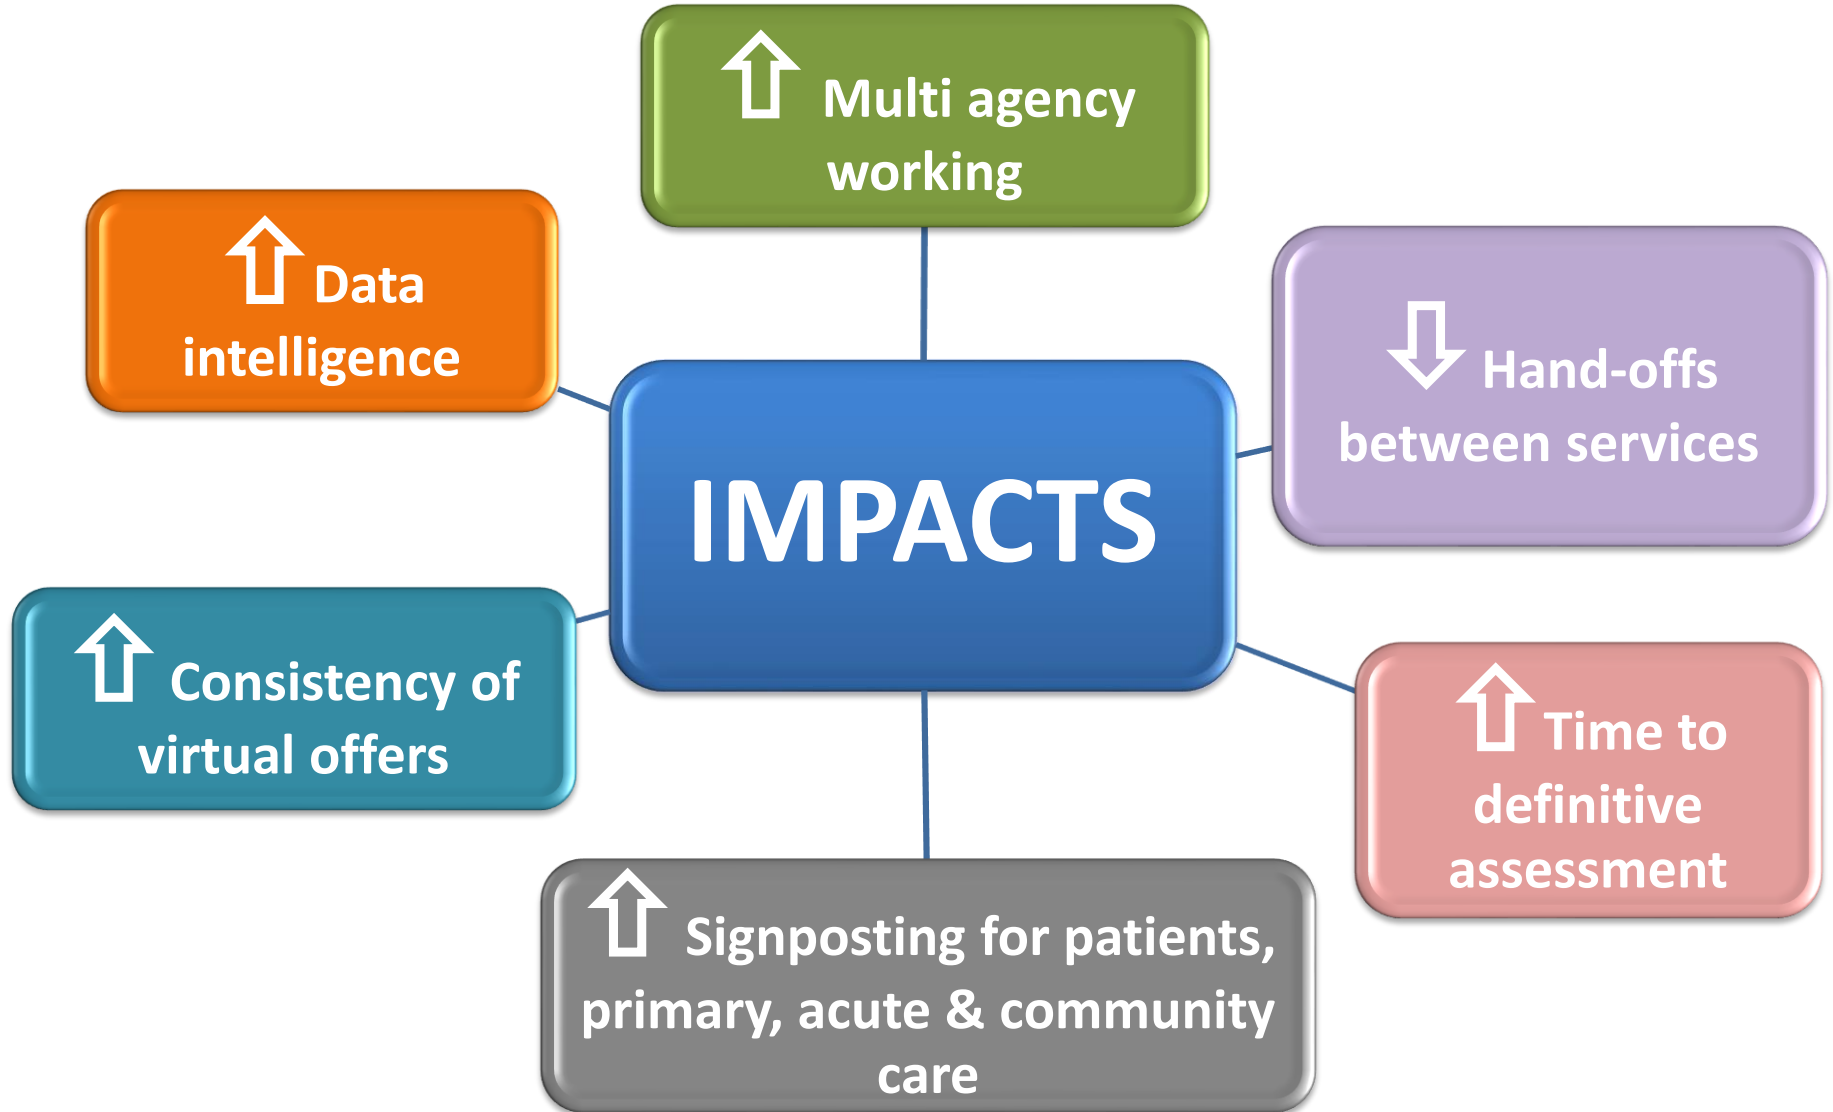 Multi agency
working
Data
intelligence
Hand-offs
between services
IMPACTS
Consistency of
virtual offers
Time to
definitive
assessment
Signposting for patients,
primary, acute & community
care